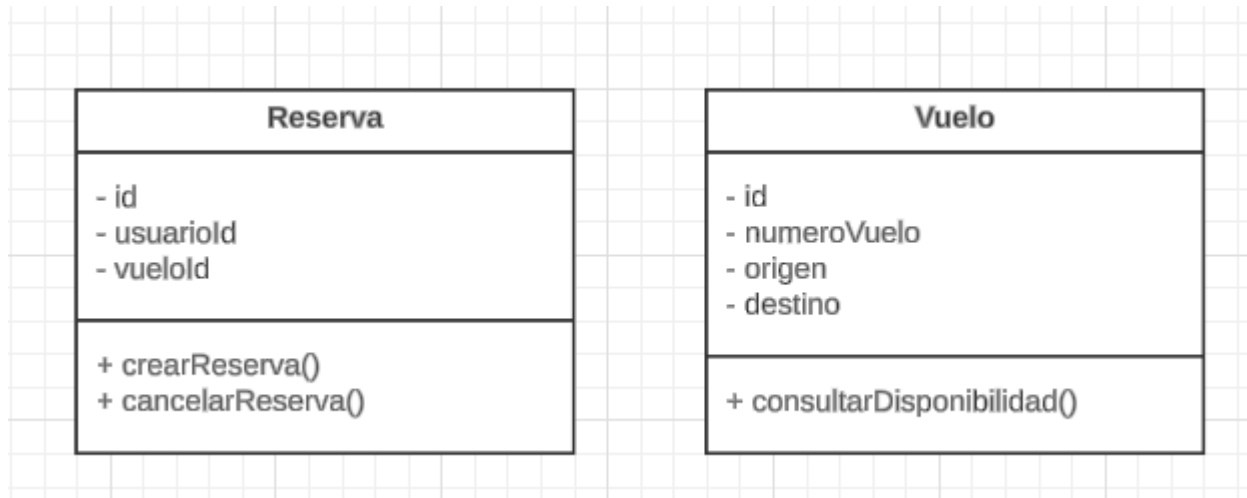 Reserva
- id
- usuarioId
- vueloId
+ crearReserva()
+ cancelarReserva()
Vuelo
- id
- numeroVuelo
- origen
- destino
+ consultarDisponibilidad()